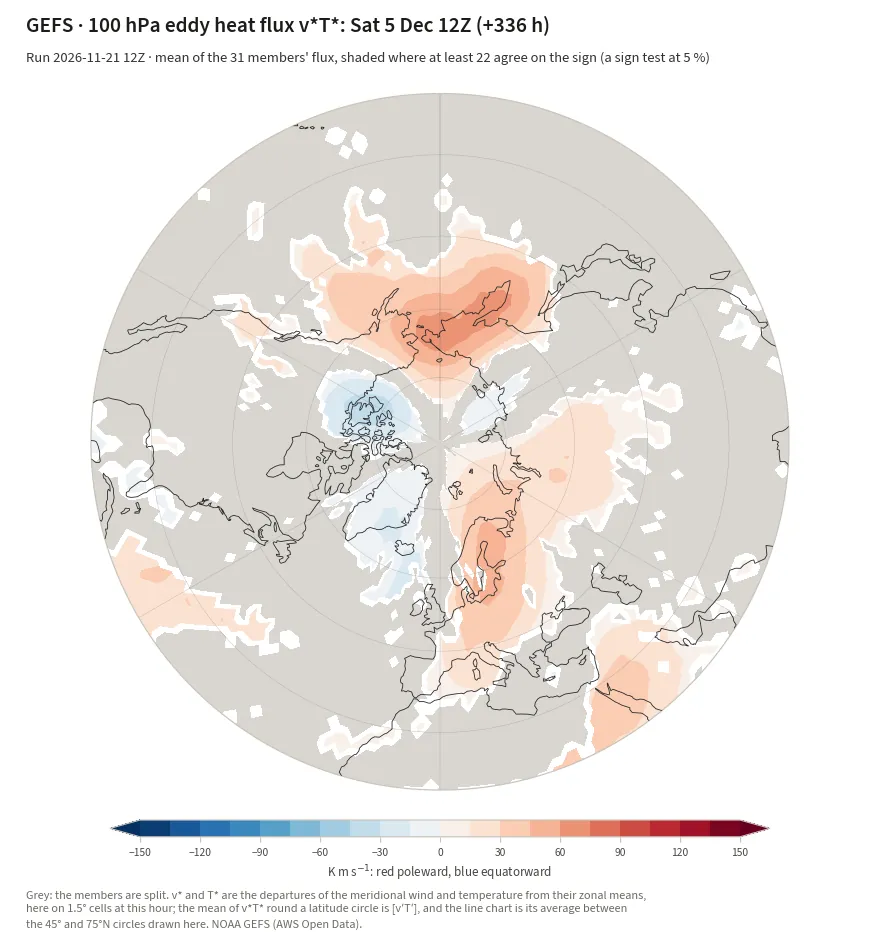 GEFS · 100 hPa eddy heat flux v*T*: Sat 5 Dec 12Z (+336 h)
Run 2026-11-21 12Z · mean of the 31 members' flux, shaded where at least 22 agree on the sign (a sign test at 5 %)
−150 −120 −90 −60 −30 0 30 60 90 120 150
K m s⁻¹: red poleward, blue equatorward
Grey: the members are split. v* and T* are the departures of the meridional wind and temperature from their zonal means,
here on 1.5° cells at this hour; the mean of v*T* round a latitude circle is [v'T'], and the line chart is its average between
the 45° and 75°N circles drawn here. NOAA GEFS (AWS Open Data).